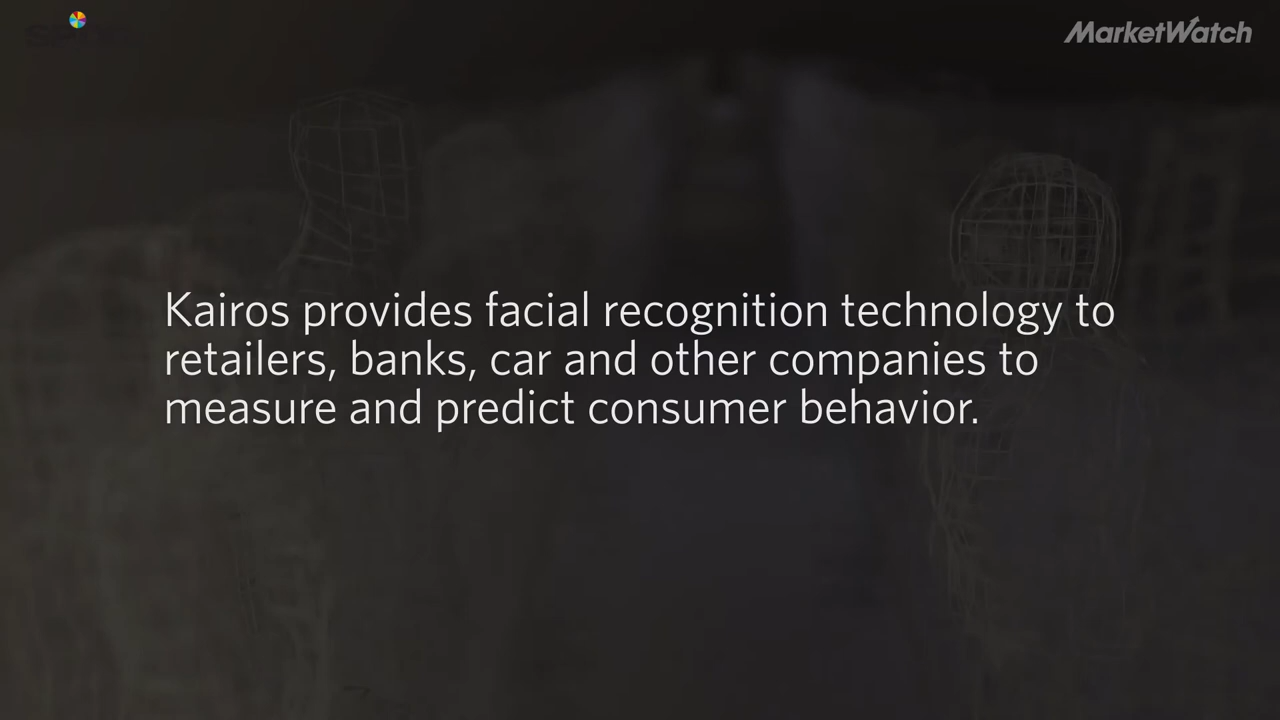 MarketWatch
Kairos provides facial recognition technology to
retailers, banks, car and other companies to
measure and predict consumer behavior.